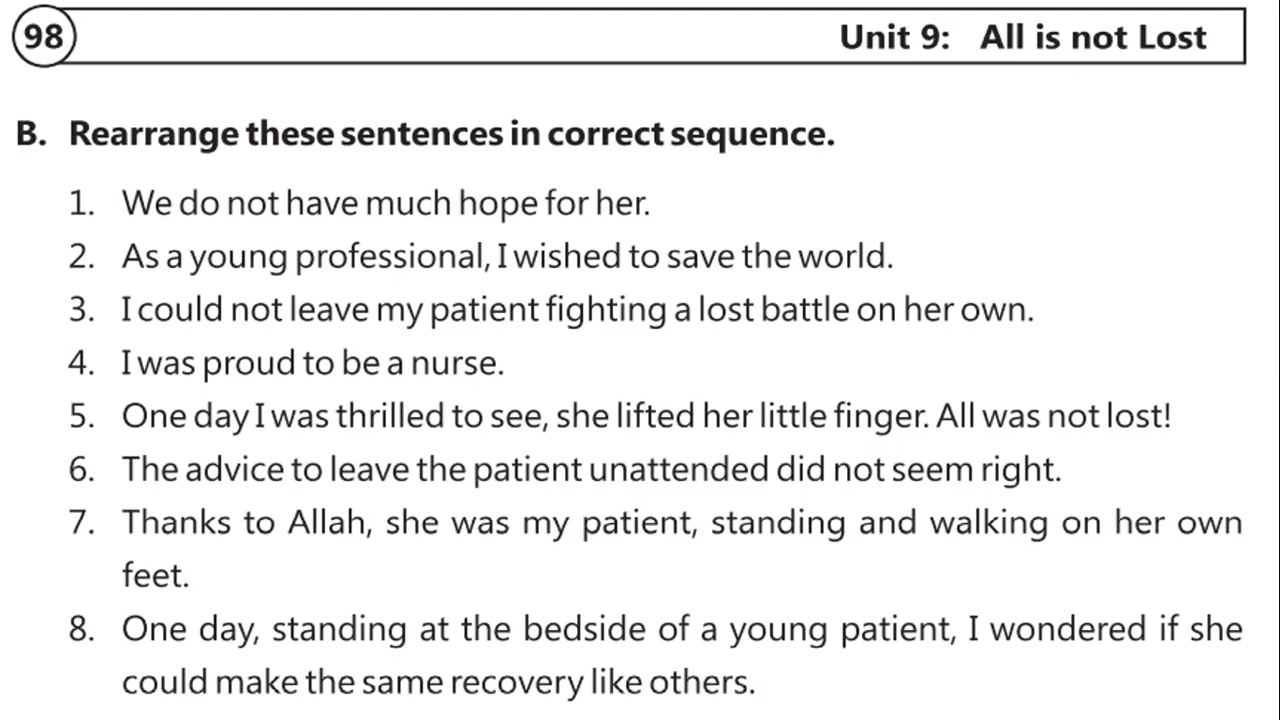 98
Unit 9: All is not Lost
B. Rearrange these sentences in correct sequence.
1. We do not have much hope for her.
2. As a young professional, I wished to save the world.
3. I could not leave my patient fighting a lost battle on her own.
4. I was proud to be a nurse.
5. One day I was thrilled to see, she lifted her little finger. All was not lost!
6. The advice to leave the patient unattended did not seem right.
7. Thanks to Allah, she was my patient, standing and walking on her own
feet.
8. One day, standing at the bedside of a young patient, I wondered if she
could make the same recovery like others.